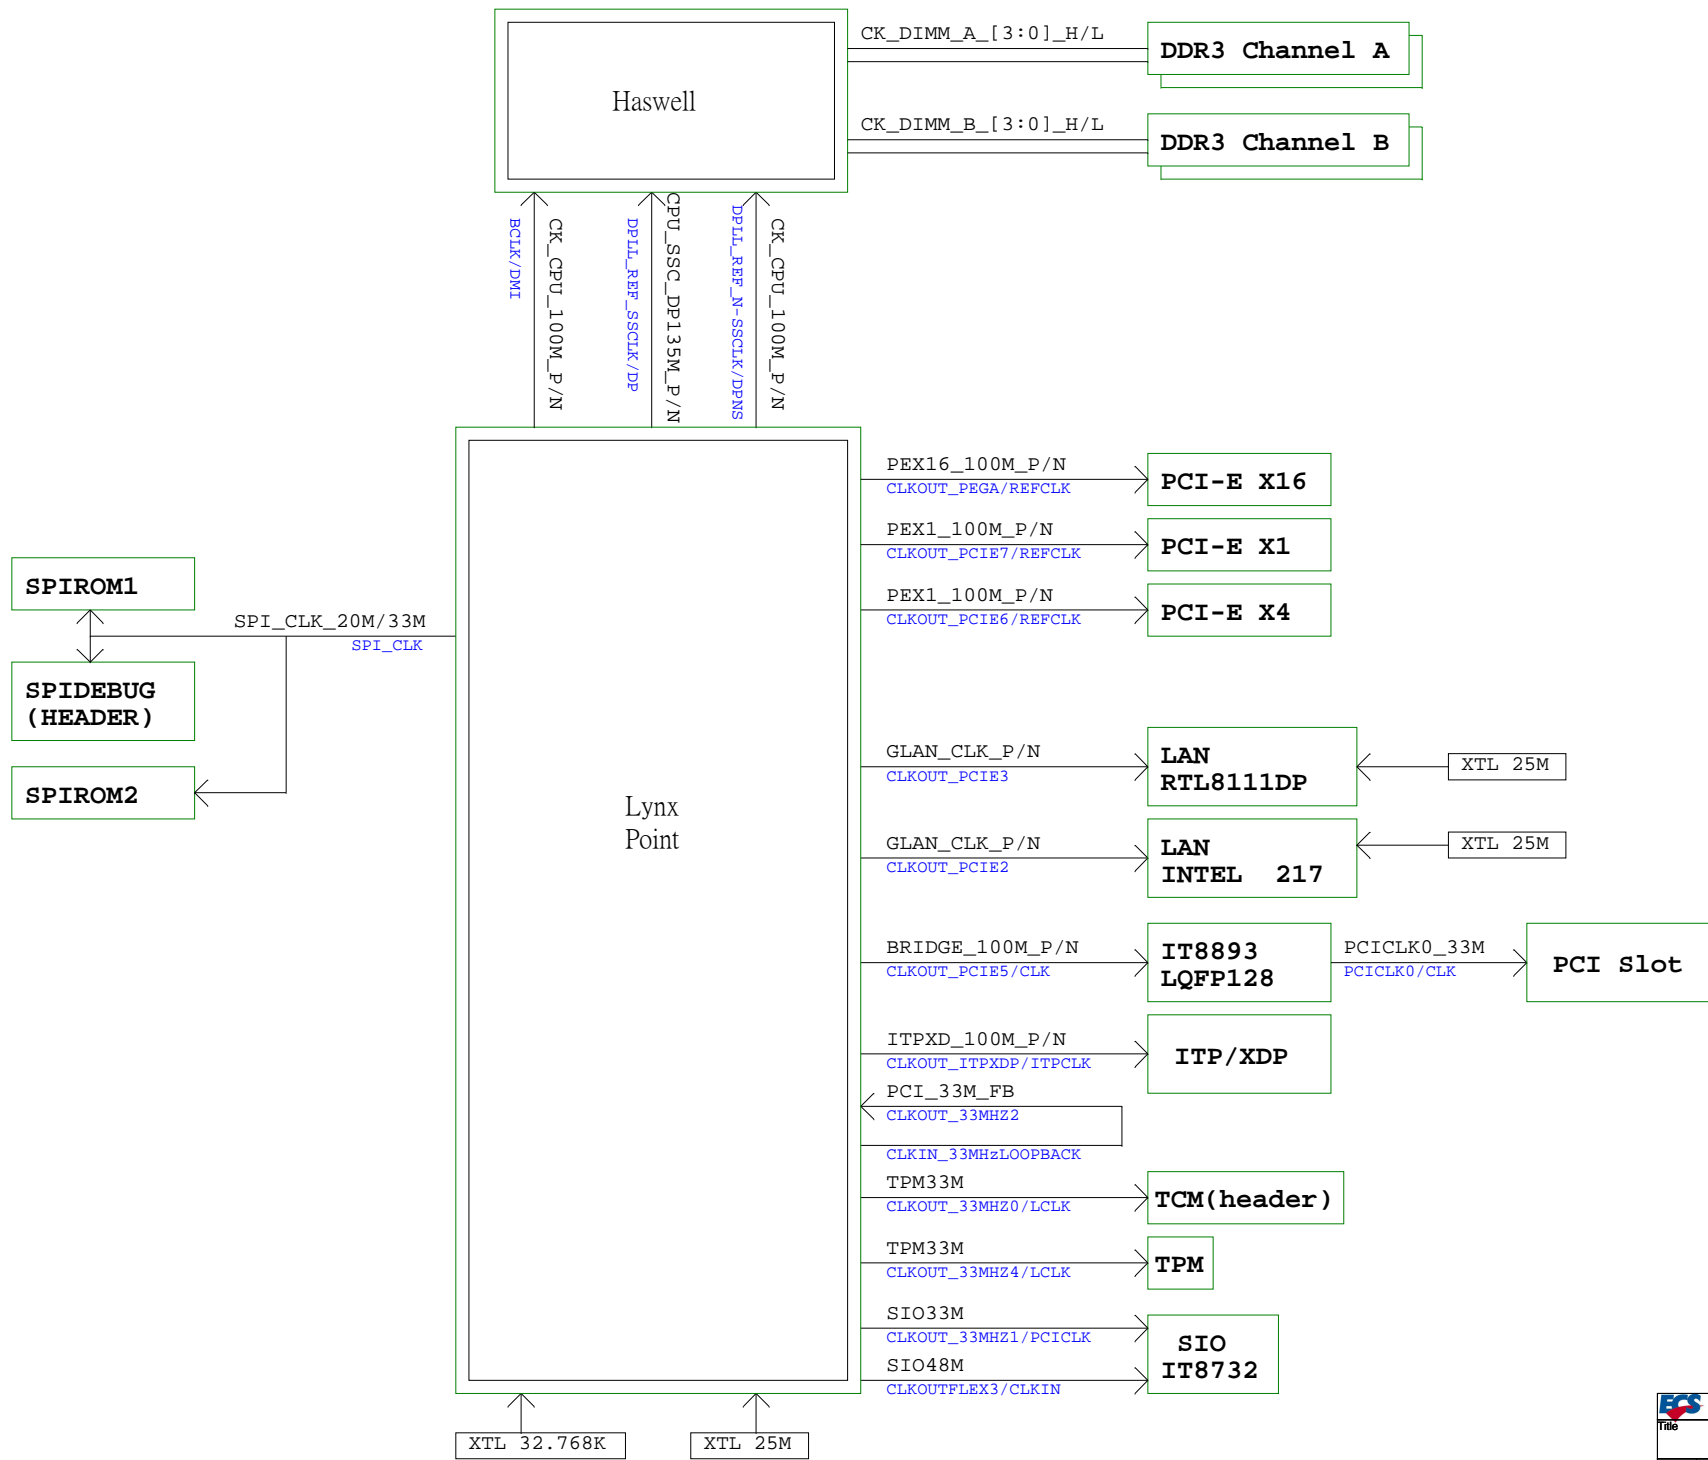 CK_DIMM_A_[3:0]_H/L
DDR3 Channel A
Haswell
CK_DIMM_B_[3:0]_H/L
DDR3 Channel B
BCLK/DMI
CK_CPU_100M_P/N
DPLL_REF_SSCLK/DP
CPU_SSC_DP135M_P/N
DPLL_REF_N-SSCLK/DPNS
CK_CPU_100M_P/N
PEX16_100M_P/N
CLKOUT_PEGA/REFCLK
PCI-E X16
PEX1_100M_P/N
CLKOUT_PCIE7/REFCLK
PCI-E X1
PEX1_100M_P/N
CLKOUT_PCIE6/REFCLK
PCI-E X4
SPIROM1
SPI_CLK_20M/33M
SPI_CLK
SPIDEBUG
(HEADER)
SPIROM2
Lynx
Point
GLAN_CLK_P/N
CLKOUT_PCIE3
LAN
RTL8111DP
XTL 25M
GLAN_CLK_P/N
CLKOUT_PCIE2
LAN
INTEL 217
XTL 25M
BRIDGE_100M_P/N
CLKOUT_PCIE5/CLK
IT8893
LQFP128
PCICLK0_33M
PCICLK0/CLK
PCI Slot
ITPXD_100M_P/N
CLKOUT_ITPXDP/ITPCLK
ITP/XDP
PCI_33M_FB
CLKOUT_33MHZ2
CLKIN_33MHzLOOPBACK
TPM33M
CLKOUT_33MHZ0/LCLK
TCM(header)
TPM33M
CLKOUT_33MHZ4/LCLK
TPM
SIO33M
CLKOUT_33MHZ1/PCICLK
SIO
IT8732
SIO48M
CLKOUTFLEX3/CLKIN
XTL 32.768K
XTL 25M
ECS
Title